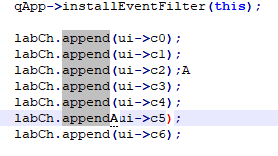 qApp->installEventFilter(this);
labCh.append(ui->c0);
labCh.append(ui->c1);
labCh.append(ui->c2);A
labCh.append(ui->c3);
labCh.append(ui->c4);
labCh.appendAui->c5);
labCh.append(ui->c6);